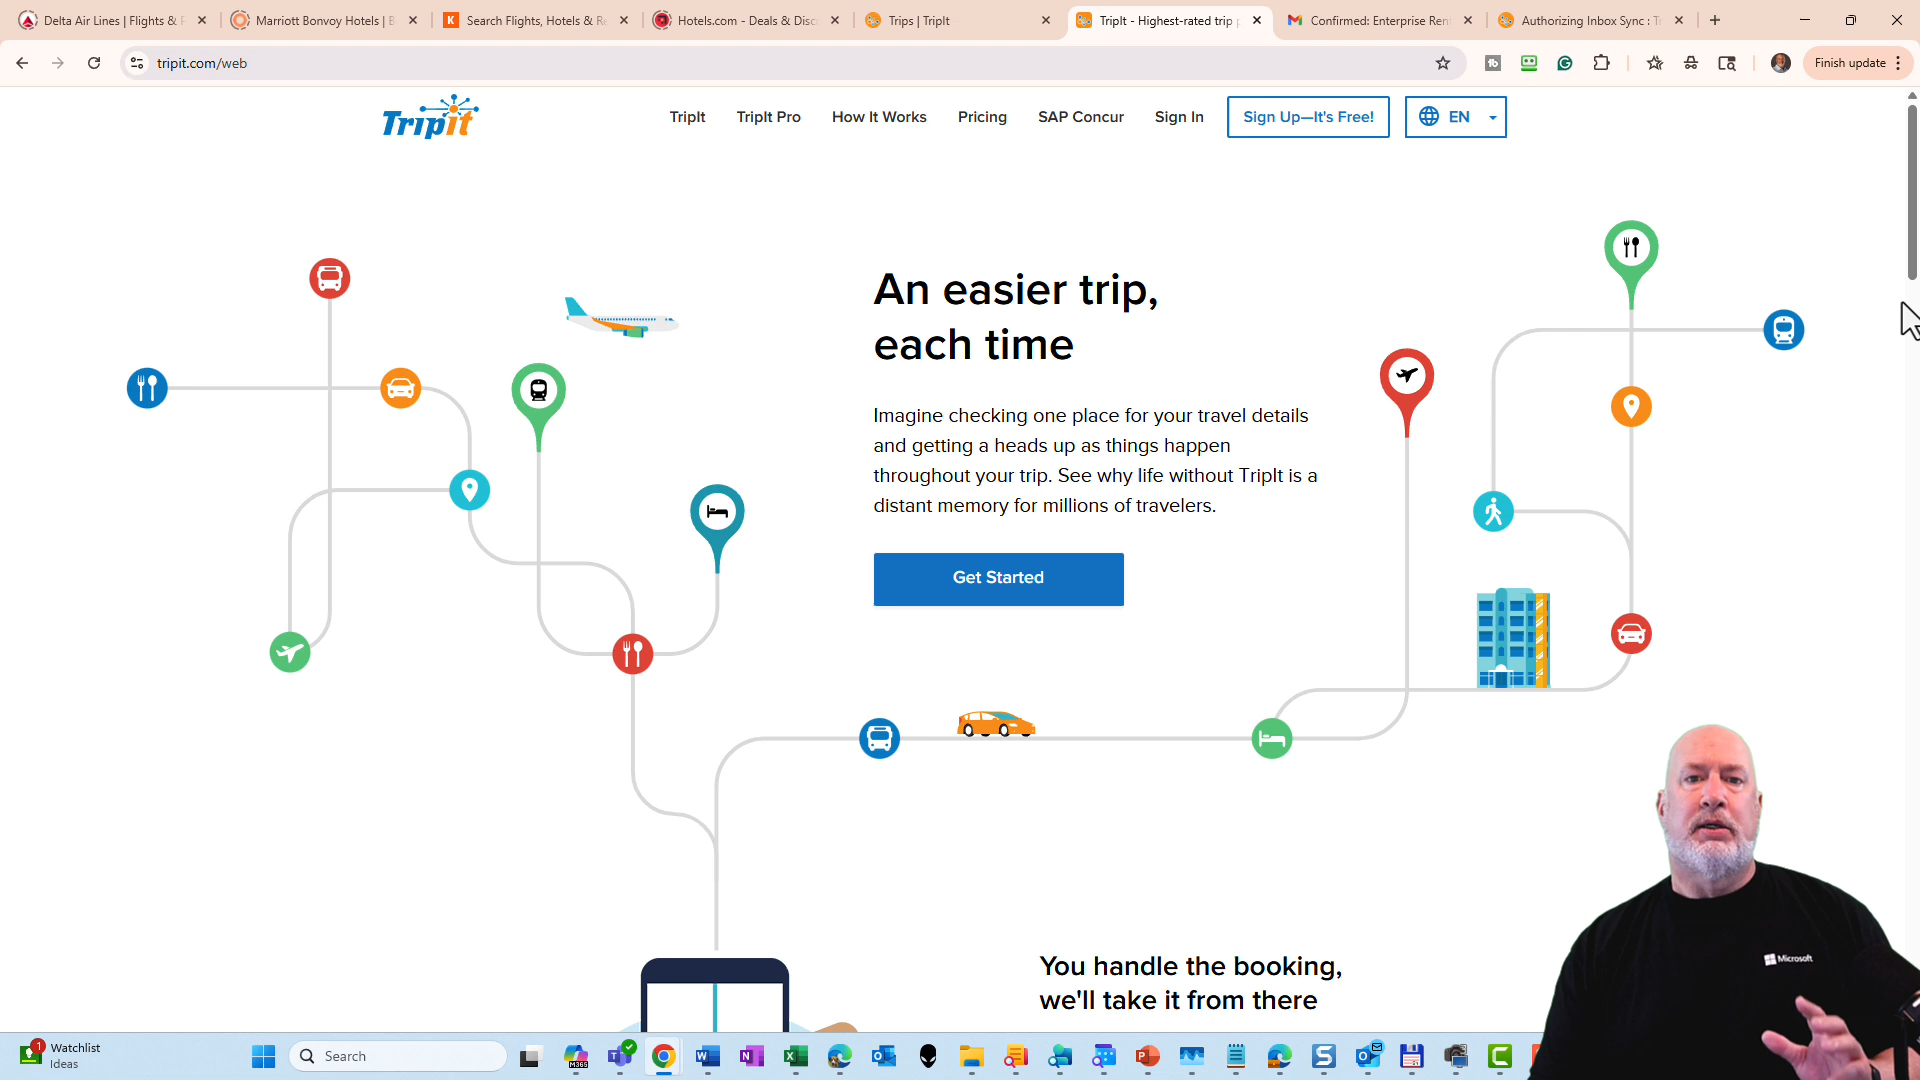 Delta Air Lines | Flights &
Marriott Bonvoy Hotels |
Search Flights, Hotels &
Hotels.com - Deals &
Trips | TripIt
TripIt - Highest-rated trip
Confirmed: Enterprise
Authorizing Inbox Sync :
tripit.com/web
Finish update
TripIt
TripIt
TripIt Pro
How It Works
Pricing
SAP Concur
Sign In
Sign Up—It's Free!
EN
An easier trip,
each time
Imagine checking one place for your travel details
and getting a heads up as things happen
throughout your trip. See why life without TripIt is a
distant memory for millions of travelers.
Get Started
You handle the booking,
we'll take it from there
Microsoft
1
Watchlist
Ideas
Search
M365